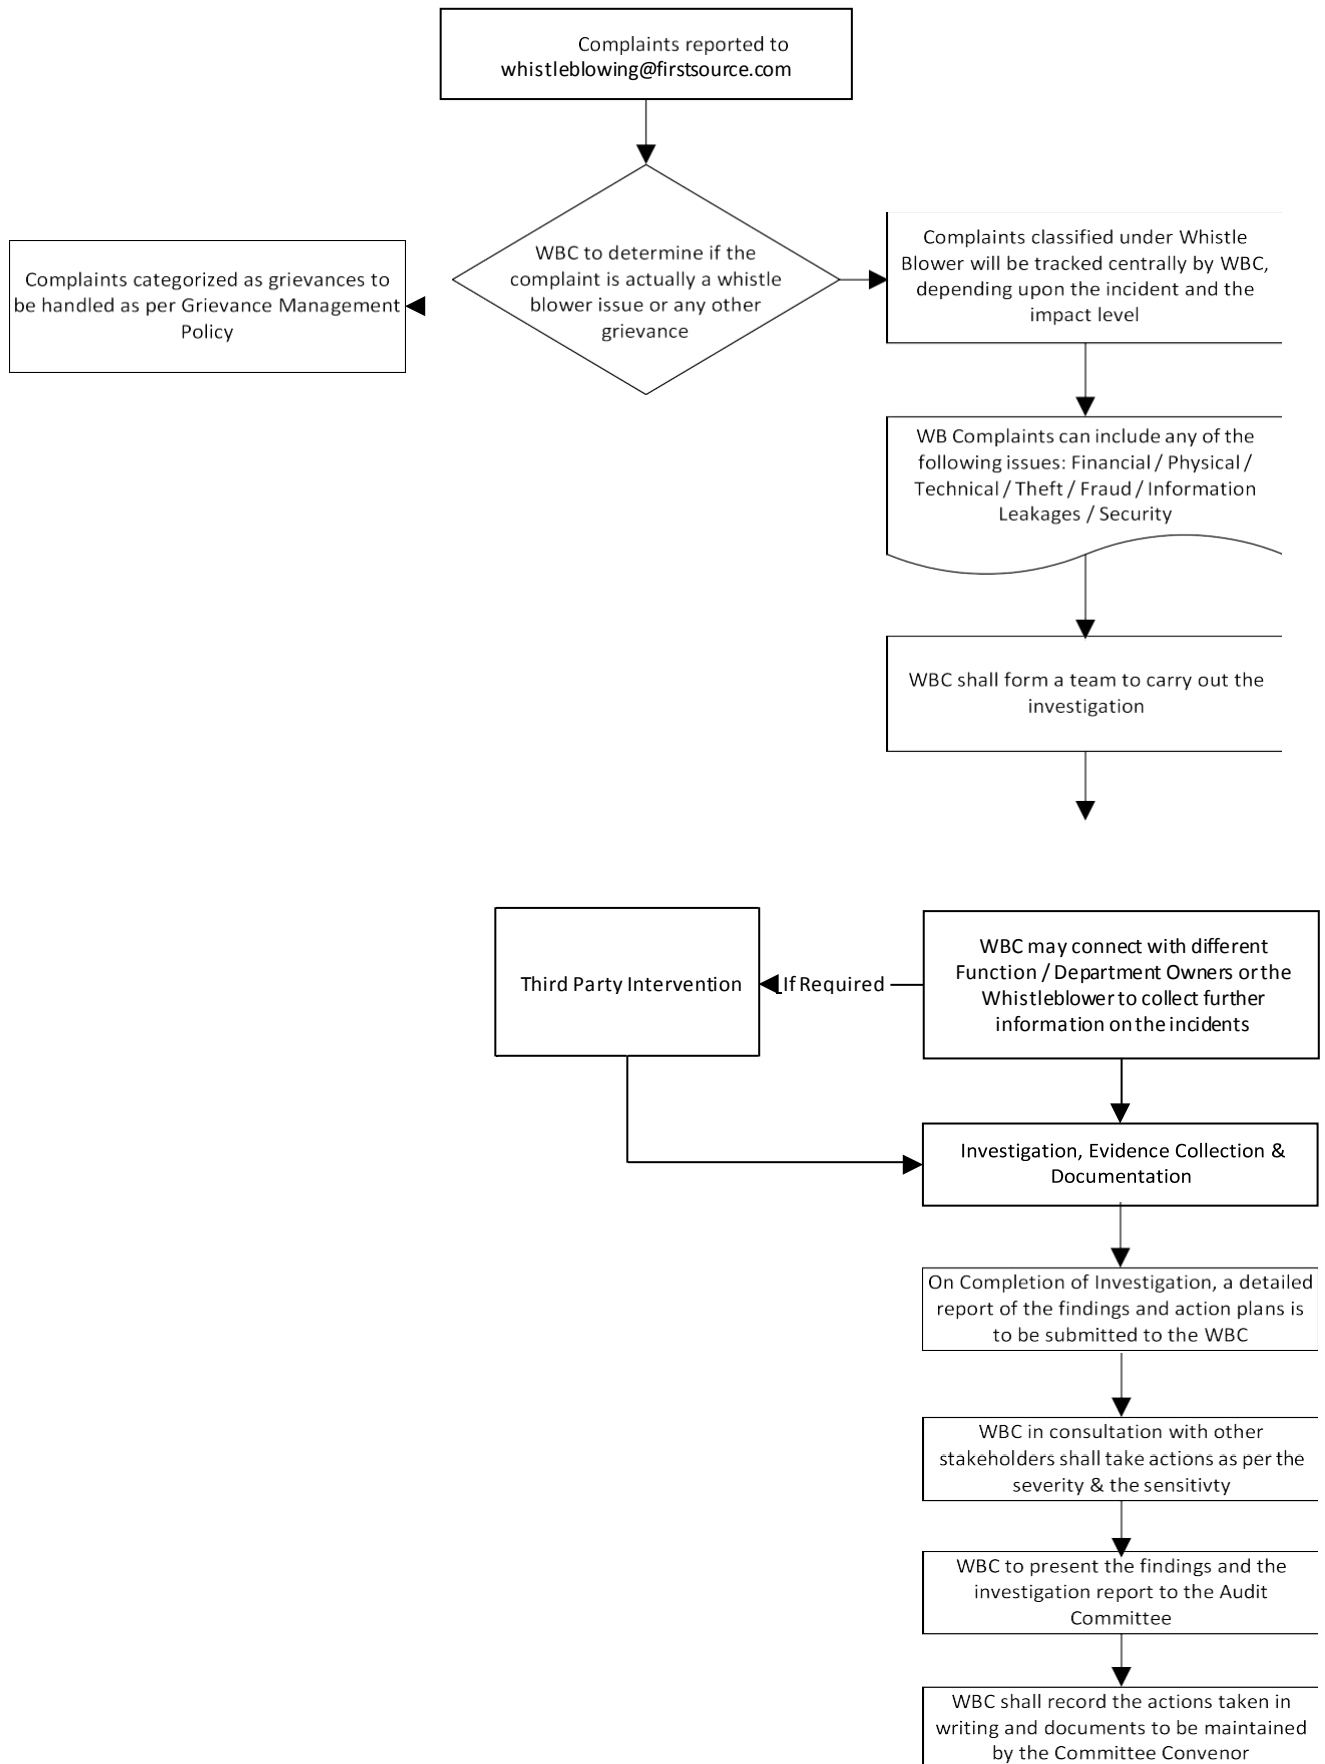 Complaints reported to
whistleblowing@firstsource.com
WBC to determine if the
complaint is actually a whistle
blower issue or any other
grievance
Complaints categorized as grievances to
be handled as per Grievance Management
Policy
Complaints classified under Whistle
Blower will be tracked centrally by WBC,
depending upon the incident and the
impact level
WB Complaints can include any of the
following issues: Financial / Physical /
Technical / Theft / Fraud / Information
Leakages / Security
WBC shall form a team to carry out the
investigation
WBC may connect with different
Function / Department Owners or the
Whistleblower to collect further
information on the incidents
If Required
Third Party Intervention
Investigation, Evidence Collection &
Documentation
On Completion of Investigation, a detailed
report of the findings and action plans is
to be submitted to the WBC
WBC in consultation with other
stakeholders shall take actions as per the
severity & the sensitivty
WBC to present the findings and the
investigation report to the Audit
Committee
WBC shall record the actions taken in
writing and documents to be maintained
by the Committee Convenor